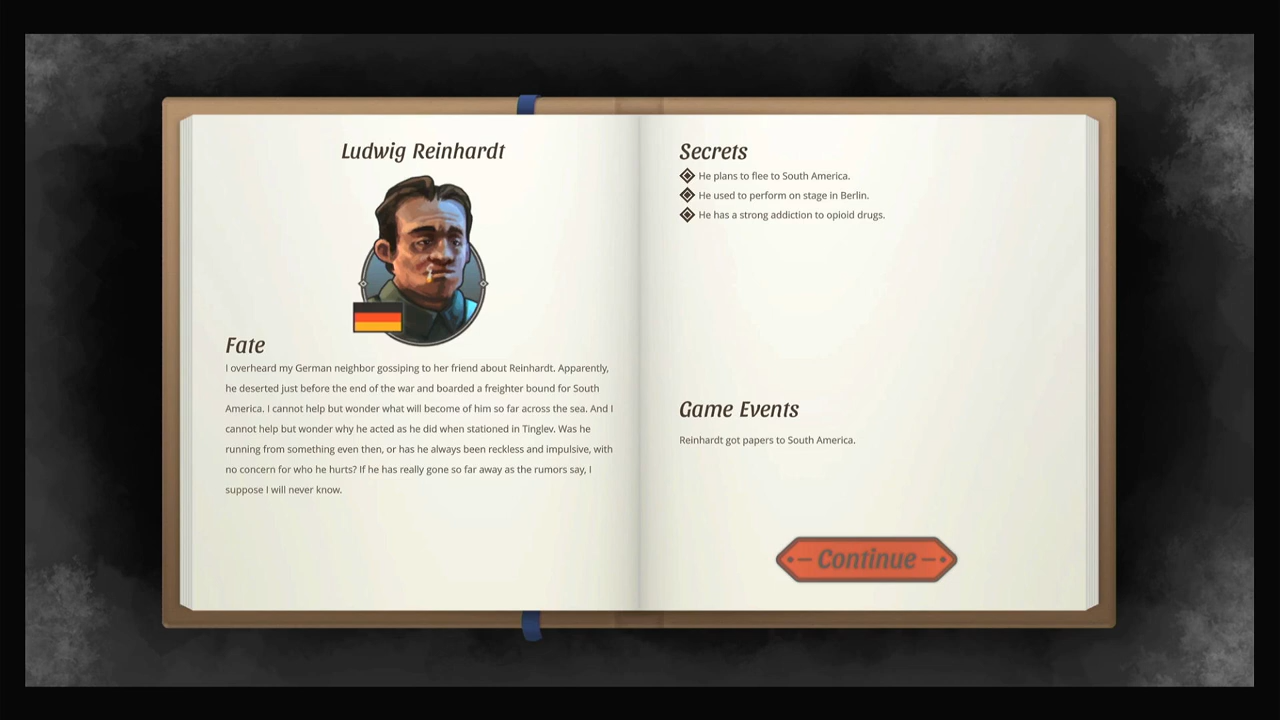 Ludwig Reinhardt
Fate
I overheard my German neighbor gossiping to her friend about Reinhardt. Apparently,
he deserted just before the end of the war and boarded a freighter bound for South
America. I cannot help but wonder what will become of him so far across the sea. And I
cannot help but wonder why he acted as he did when stationed in Tinglev. Was he
running from something even then, or has he always been reckless and impulsive, with
no concern for who he hurts? If he has really gone so far away as the rumors say, I
suppose I will never know.
Secrets
He plans to flee to South America.
He used to perform on stage in Berlin.
He has a strong addiction to opioid drugs.
Game Events
Reinhardt got papers to South America.
Continue